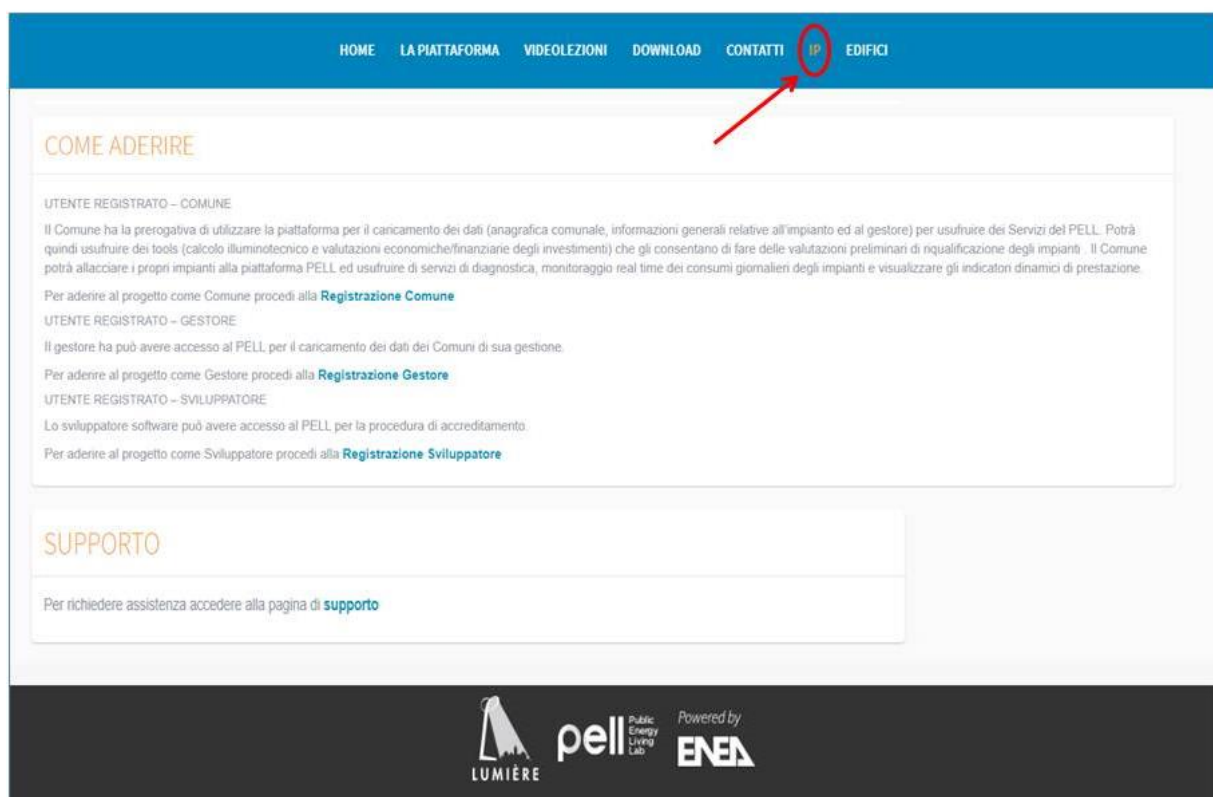 HOME LA PIATTAFORMA VIDEOLEZIONI DOWNLOAD CONTATTI IP EDIFICI
COME ADERIRE
UTENTE REGISTRATO – COMUNE
Il Comune ha la prerogativa di utilizzare la piattaforma per il caricamento dei dati (anagrafica comunale, informazioni generali relative all'impianto ed al gestore) per usufruire dei Servizi del PELL. Potrà
quindi usufruire dei tools (calcolo illuminotecnico e valutazioni economiche/finanziarie degli investimenti) che gli consentano di fare delle valutazioni preliminari di riqualificazione degli impianti . Il Comune
potrà allacciare i propri impianti alla piattaforma PELL ed usufruire di servizi di diagnostica, monitoraggio real time dei consumi giornalieri degli impianti e visualizzare gli indicatori dinamici di prestazione.
Per aderire al progetto come Comune procedi alla Registrazione Comune
UTENTE REGISTRATO – GESTORE
Il gestore ha può avere accesso al PELL per il caricamento dei dati dei Comuni di sua gestione.
Per aderire al progetto come Gestore procedi alla Registrazione Gestore
UTENTE REGISTRATO – SVILUPPATORE
Lo sviluppatore software può avere accesso al PELL per la procedura di accreditamento.
Per aderire al progetto come Sviluppatore procedi alla Registrazione Sviluppatore
SUPPORTO
Per richiedere assistenza accedere alla pagina di supporto
LUMIÈRE
pell
Public
Energy
Living
Lab
Powered by
ENEA